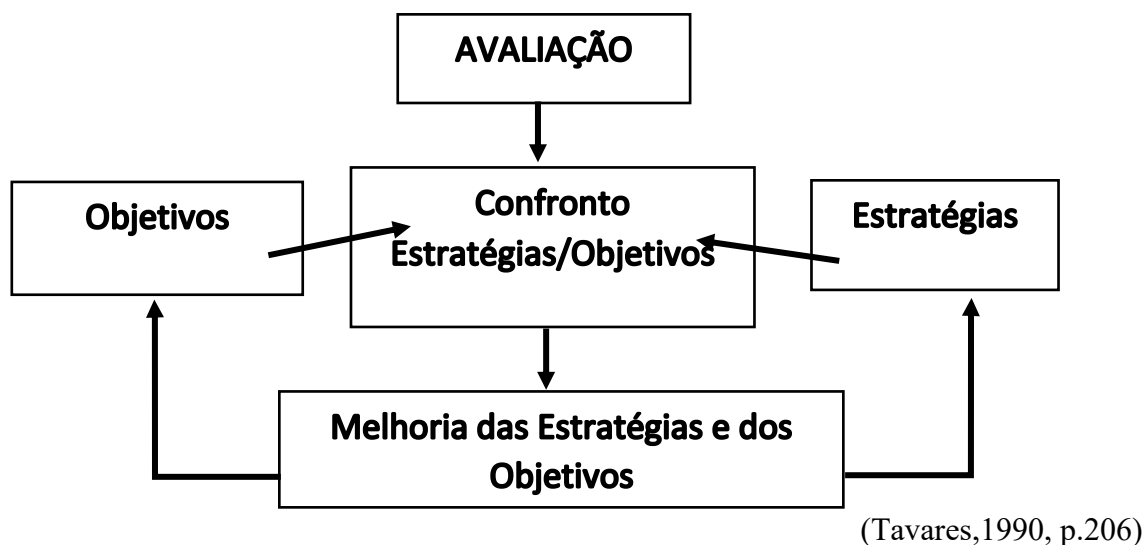 AVALIAÇÃO
Objetivos
Confronto
Estratégias/Objetivos
Estratégias
Melhoria das Estratégias e dos
Objetivos
(Tavares,1990, p.206)